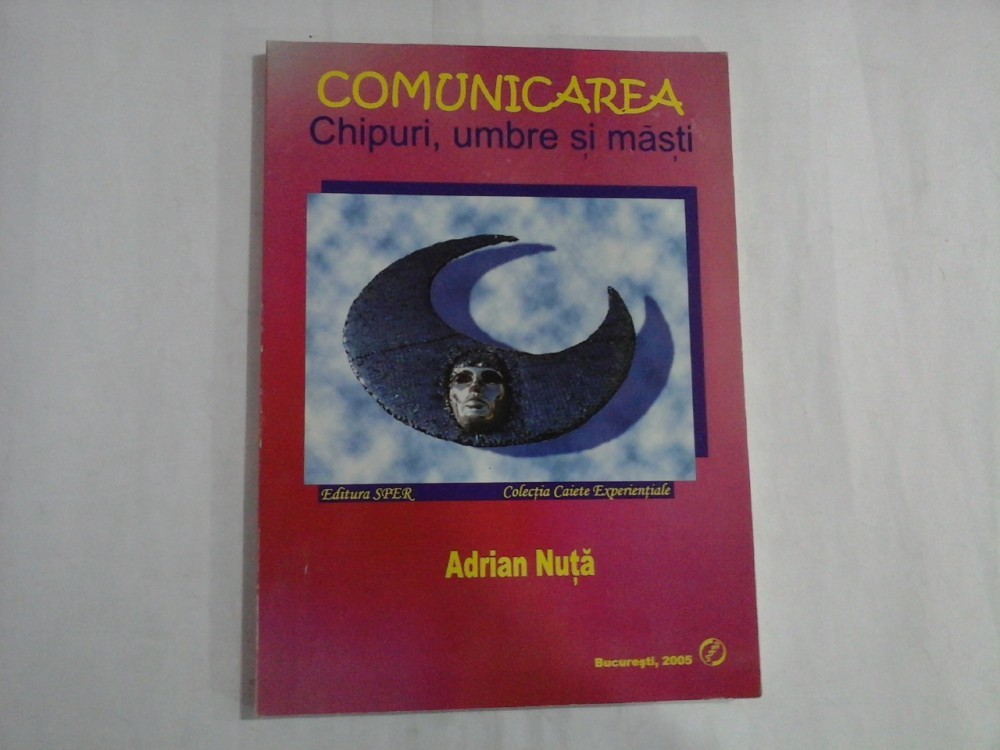 COMUNICAREA
Chipuri, umbre și măști
Editura SPER
Colecția Caiete Experiențiale
Adrian Nuță
București, 2005